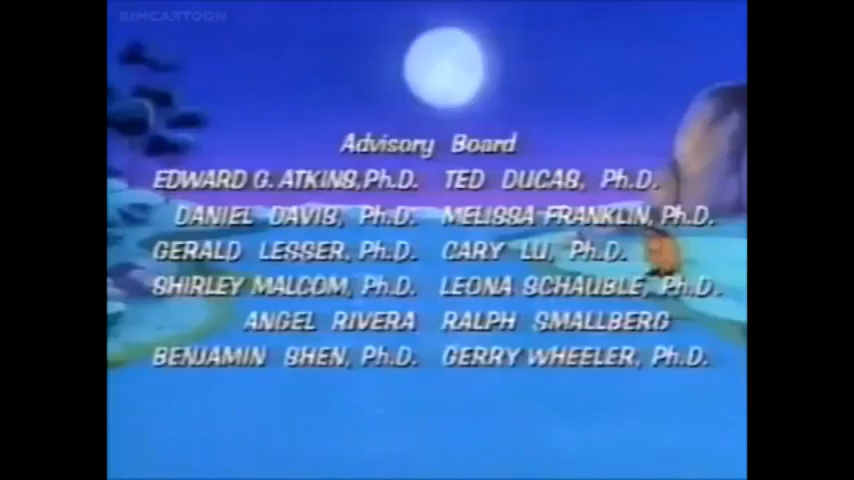 KIMCARTOON
Advisory Board
EDWARD G. ATKINS, Ph.D. TED DUCAS, Ph.D.
DANIEL DAVIS, Ph.D. MELISSA FRANKLIN, Ph.D.
GERALD LESSER, Ph.D. CARY LU, Ph.D.
SHIRLEY MALCOM, Ph.D. LEONA SCHAUBLE, Ph.D.
ANGEL RIVERA RALPH SMALLBERG
BENJAMIN SHEN, Ph.D. GERRY WHEELER, Ph.D.